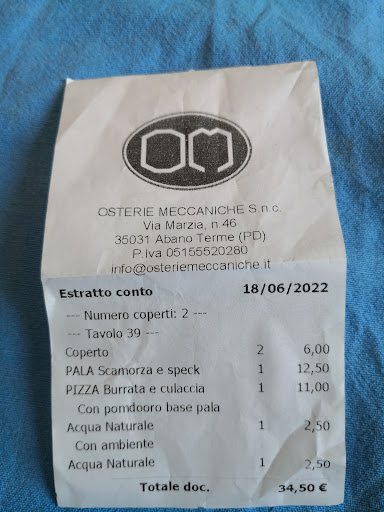 OM
OSTERIE MECCANICHE S.n.c.
Via Marzia, n.46
35031 Abano Terme (PD)
P.Iva 05155520280
info@osteriemeccaniche.it
Estratto conto 18/06/2022
--- Numero coperti: 2 ---
--- Tavolo 39 ---
Coperto 2 6,00
PALA Scamorza e speck 1 12,50
PIZZA Burrata e culaccia 1 11,00
Con pomdooro base pala
Acqua Naturale 1 2,50
Con ambiente
Acqua Naturale 1 2,50
Totale doc. 34,50 €